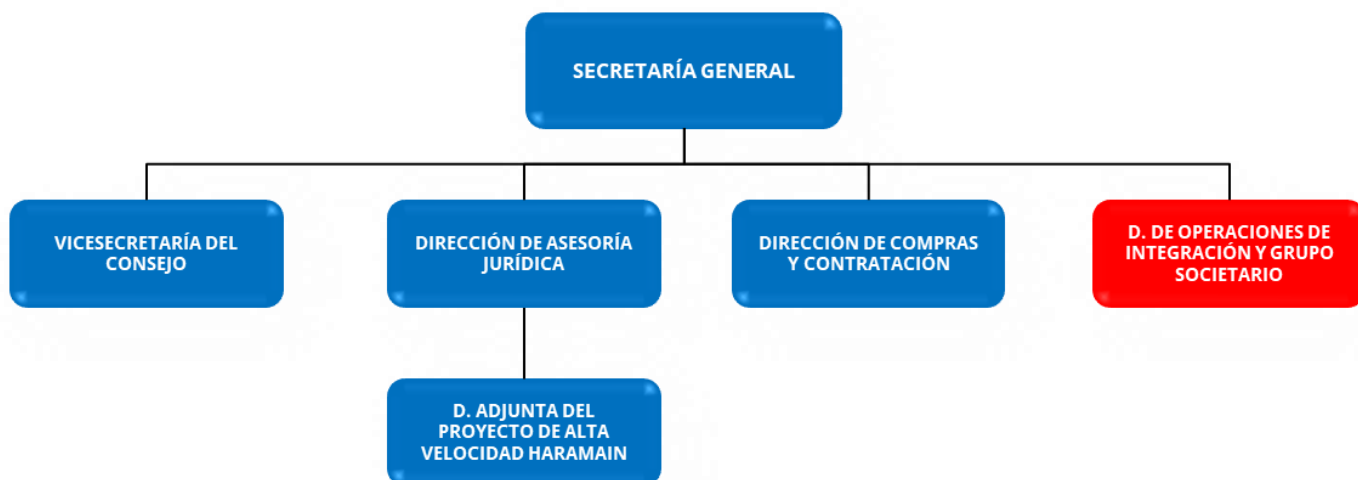 SECRETARÍA GENERAL
VICESECRETARÍA DEL
CONSEJO
DIRECCIÓN DE ASESORÍA
JURÍDICA
DIRECCIÓN DE COMPRAS
Y CONTRATACIÓN
D. DE OPERACIONES DE
INTEGRACIÓN Y GRUPO
SOCIETARIO
D. ADJUNTA DEL
PROYECTO DE ALTA
VELOCIDAD HARAMAIN